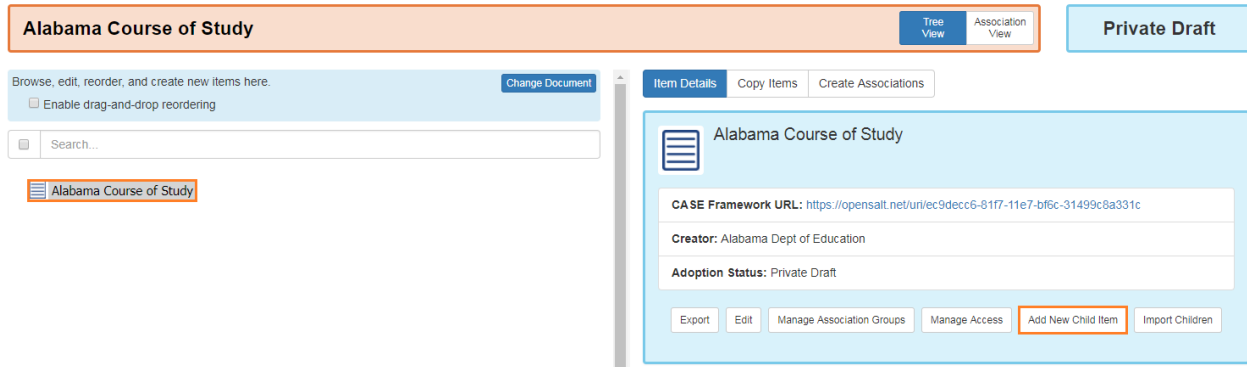 Alabama Course of Study
Tree View
Association View
Private Draft
Browse, edit, reorder, and create new items here.
Change Document
Enable drag-and-drop reordering
Search...
Alabama Course of Study
Item Details
Copy Items
Create Associations
Alabama Course of Study
CASE Framework URL: https://opensalt.net/uri/ec9decc6-81f7-11e7-bf6c-31499c8a331c
Creator: Alabama Dept of Education
Adoption Status: Private Draft
Export
Edit
Manage Association Groups
Manage Access
Add New Child Item
Import Children